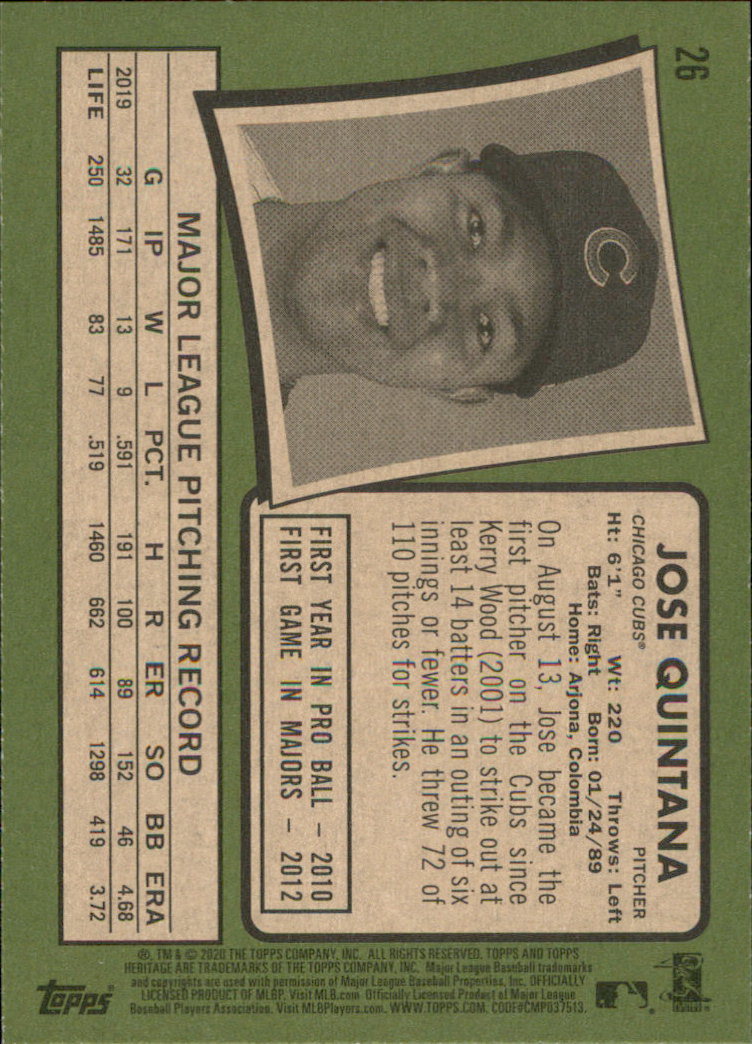 26
C
JOSE QUINTANA
CHICAGO CUBS® PITCHER
Ht: 6'1" Wt: 220 Throws: Left
Bats: Right Born: 01/24/89
Home: Arjona, Colombia
On August 13, Jose became the
first pitcher on the Cubs since
Kerry Wood (2001) to strike out at
least 14 batters in an outing of six
innings or fewer. He threw 72 of
110 pitches for strikes.
FIRST YEAR IN PRO BALL – 2010
FIRST GAME IN MAJORS – 2012
MAJOR LEAGUE PITCHING RECORD
G IP W L PCT. H R ER SO BB ERA
2019 32 171 13 9 .591 191 100 89 152 46 4.68
LIFE 250 1485 83 77 .519 1460 662 614 1298 419 3.72
®, TM & © 2020 THE TOPPS COMPANY, INC. ALL RIGHTS RESERVED. TOPPS AND TOPPS
HERITAGE ARE TRADEMARKS OF THE TOPPS COMPANY, INC. Major League Baseball trademarks
and copyrights are used with permission of Major League Baseball Properties, Inc. OFFICIALLY
LICENSED PRODUCT OF MLBP. Visit MLB.com Officially Licensed Product of Major League
Baseball Players Association. Visit MLBPlayers.com. WWW.TOPPS.COM. CODE#CMP037513.
topps®